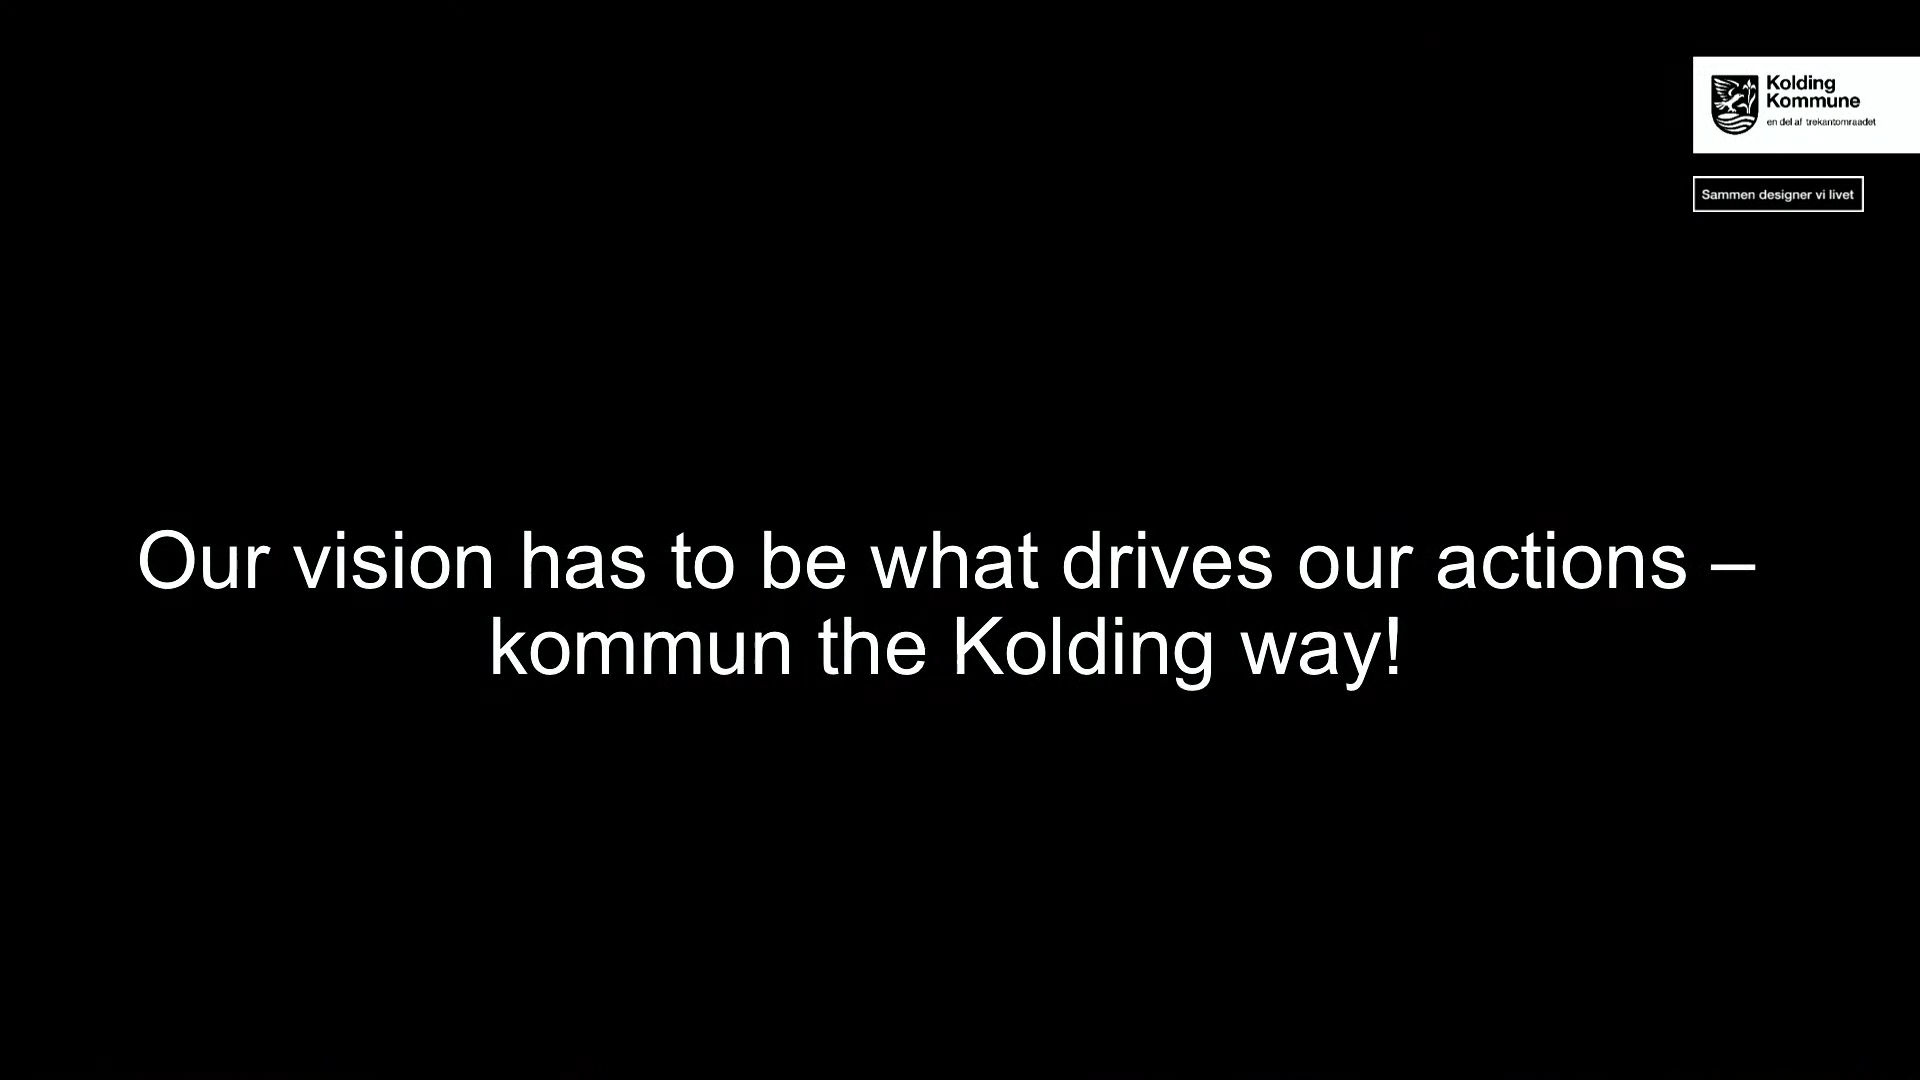 Kolding
Kommune
en del af trekantomraadet
Sammen designer vi livet
Our vision has to be what drives our actions –
kommun the Kolding way!